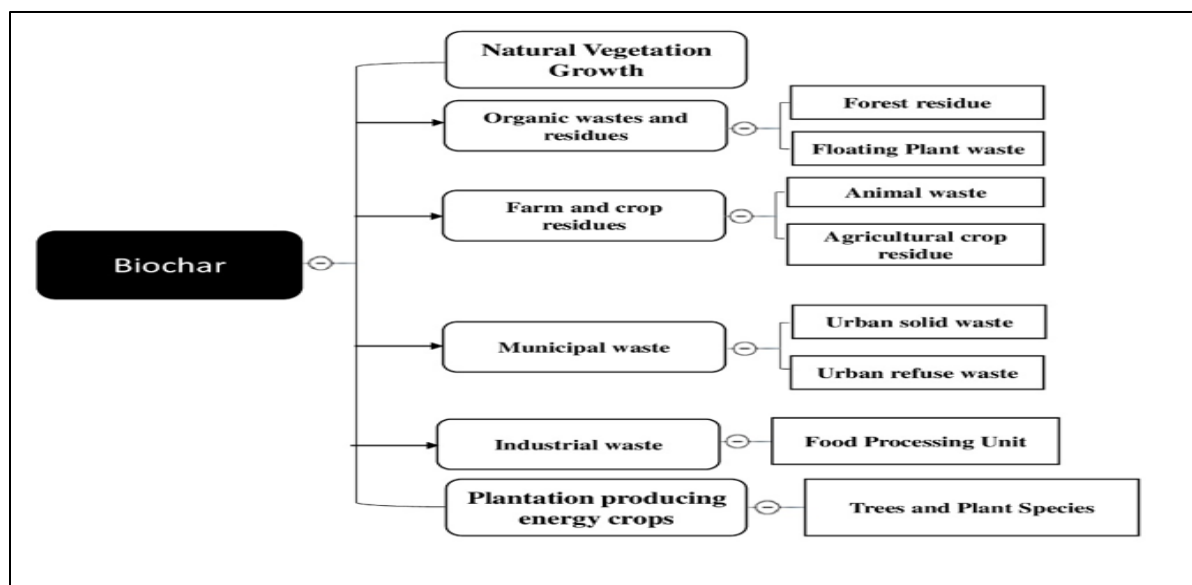 Biochar
Natural Vegetation
Growth
Organic wastes and
residues
Forest residue
Floating Plant waste
Farm and crop
residues
Animal waste
Agricultural crop
residue
Municipal waste
Urban solid waste
Urban refuse waste
Industrial waste
Food Processing Unit
Plantation producing
energy crops
Trees and Plant Species